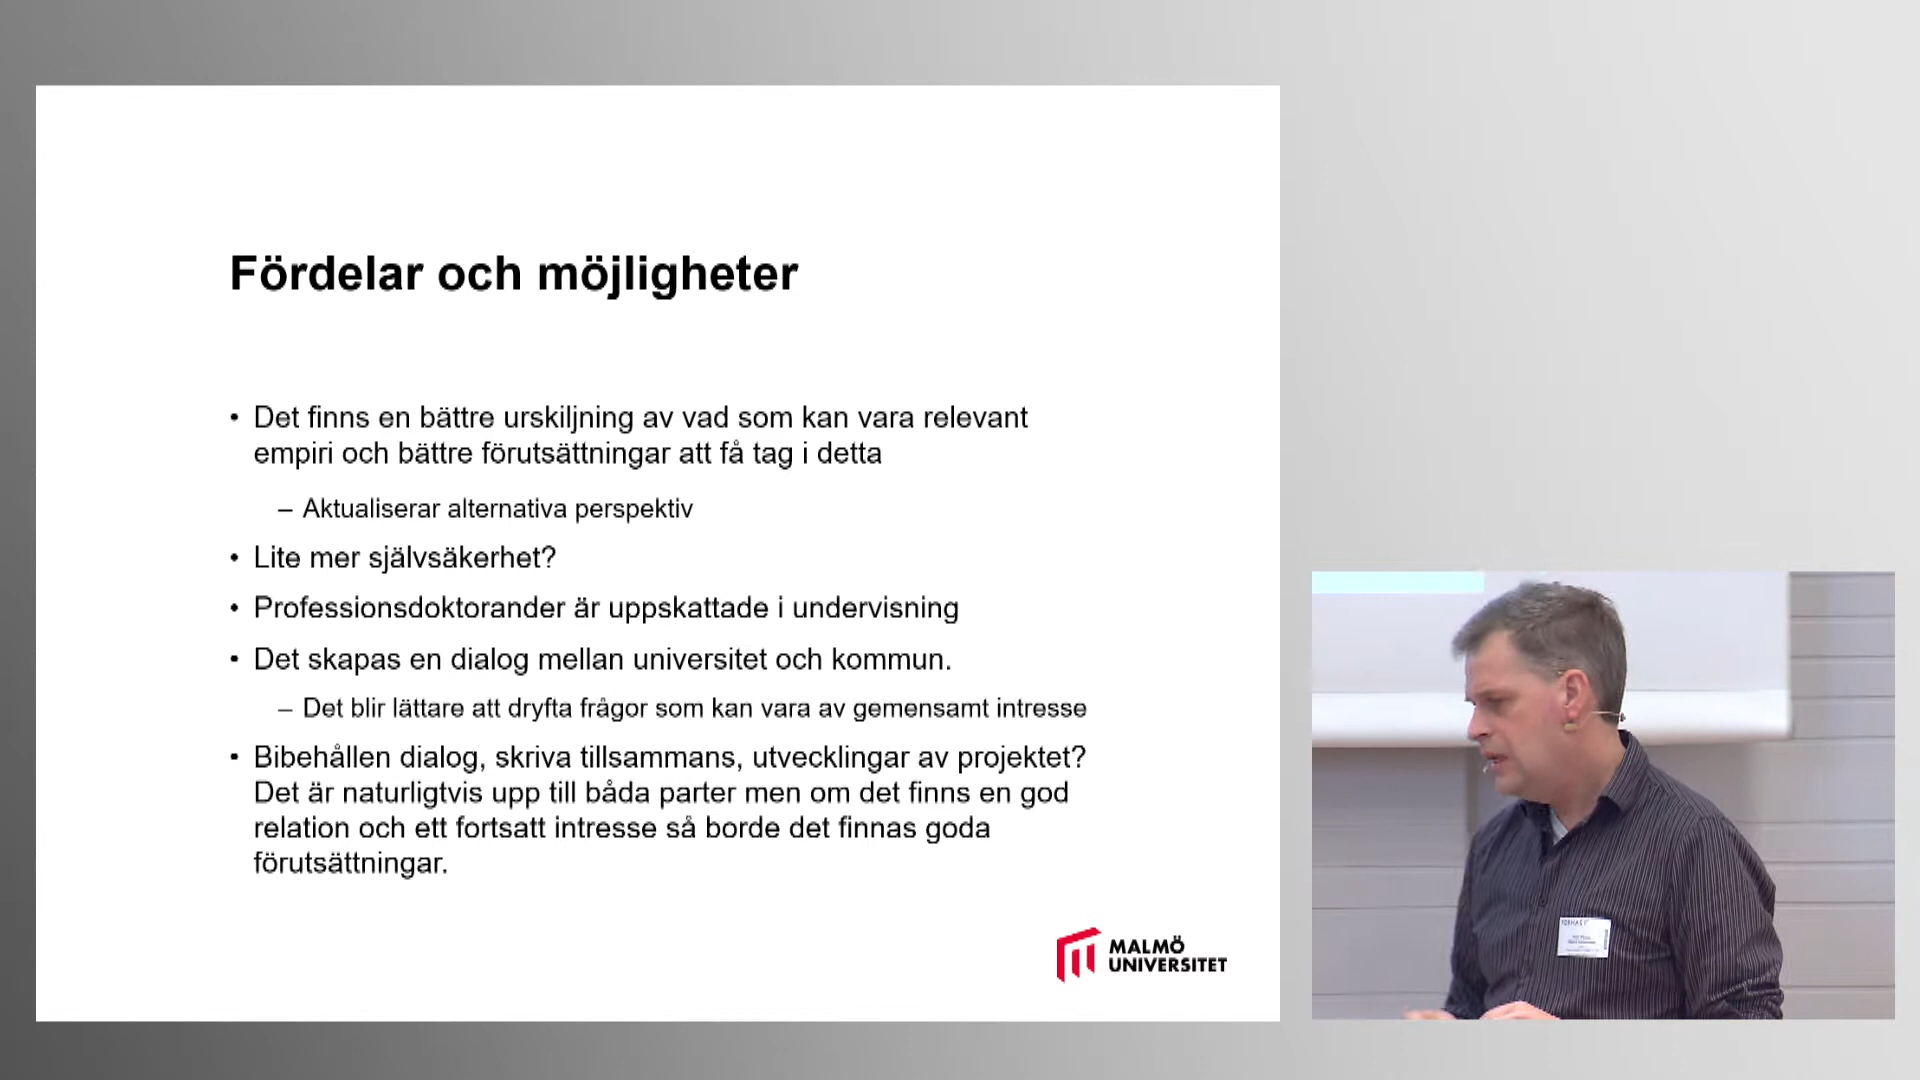 Fördelar och möjligheter
• Det finns en bättre urskiljning av vad som kan vara relevant
empiri och bättre förutsättningar att få tag i detta
– Aktualiserar alternativa perspektiv
• Lite mer självsäkerhet?
• Professionsdoktorander är uppskattade i undervisning
• Det skapas en dialog mellan universitet och kommun.
– Det blir lättare att dryfta frågor som kan vara av gemensamt intresse
• Bibehållen dialog, skriva tillsammans, utvecklingar av projektet?
Det är naturligtvis upp till båda parter men om det finns en god
relation och ett fortsatt intresse så borde det finnas goda
förutsättningar.
MALMÖ
UNIVERSITET